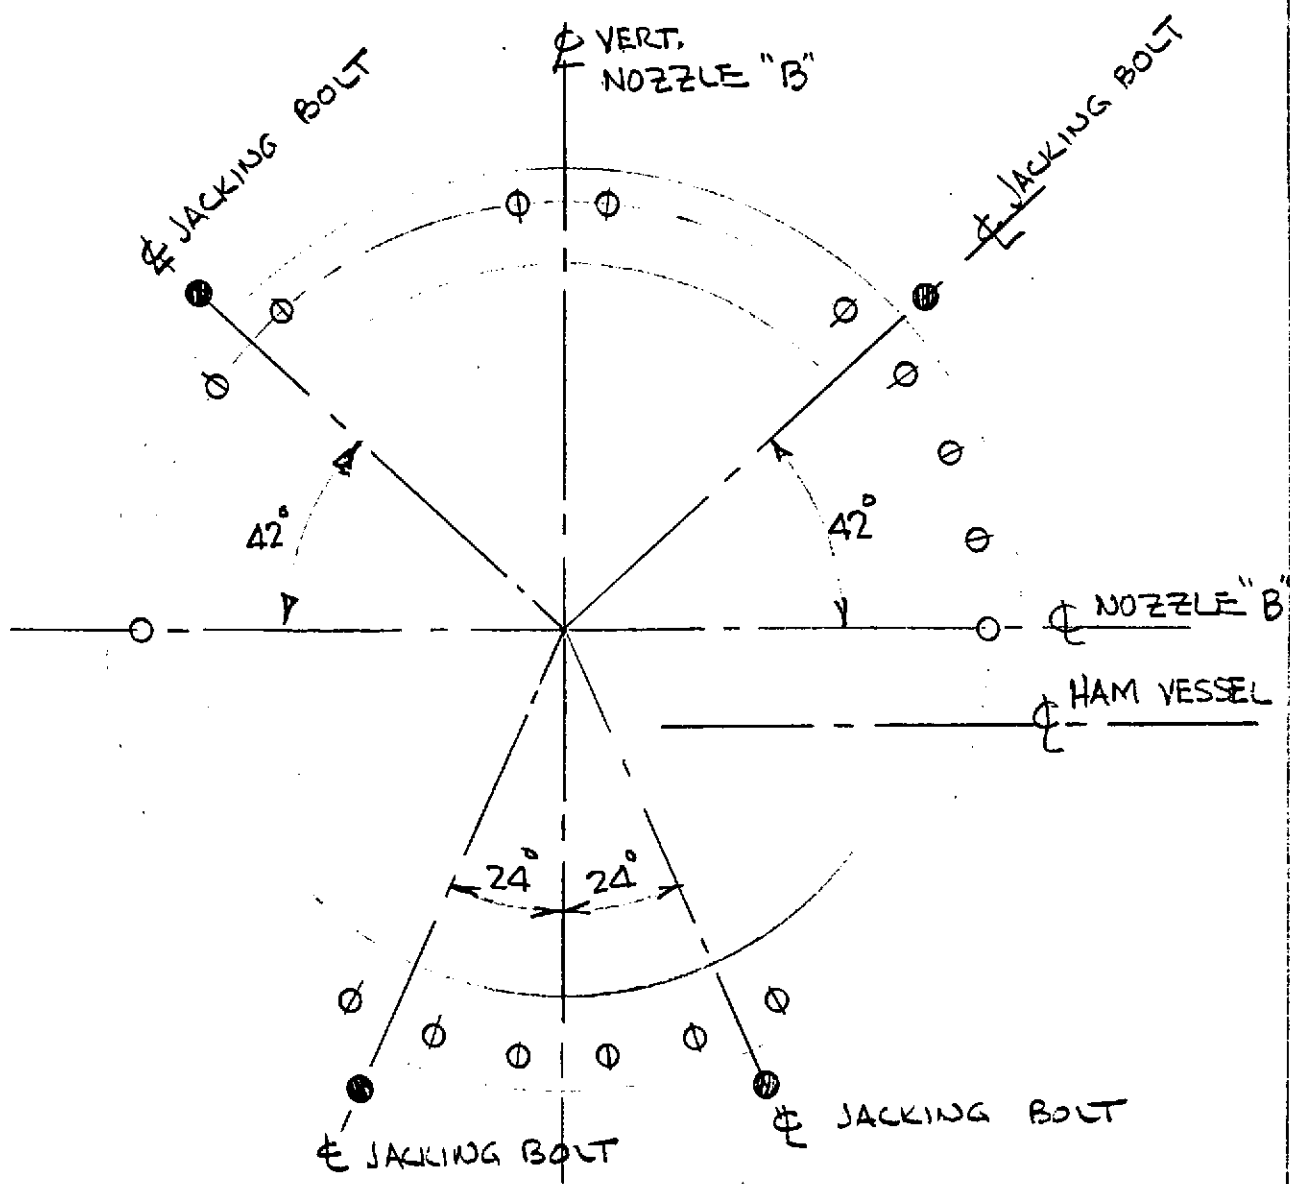 ℄ VERT.
NOZZLE "B"
℄ JACKING BOLT
℄ JACKING BOLT
42°
42°
℄ NOZZLE "B"
℄ HAM VESSEL
24°
24°
℄ JACKING BOLT
℄ JACKING BOLT